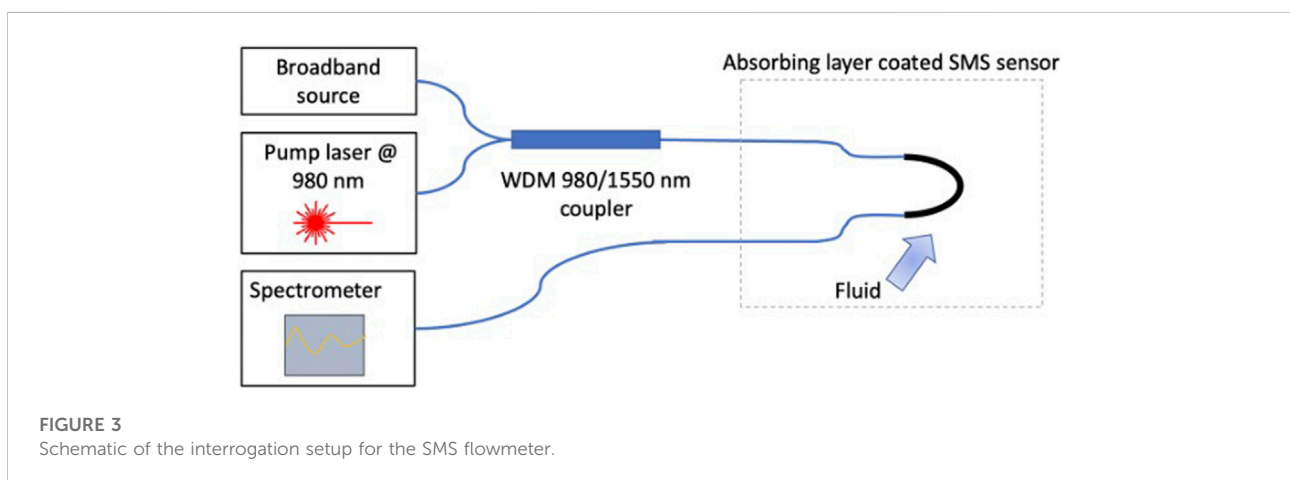 Broadband
source
Pump laser @
980 nm
Spectrometer
WDM 980/1550 nm
coupler
Absorbing layer coated SMS sensor
Fluid
FIGURE 3
Schematic of the interrogation setup for the SMS flowmeter.